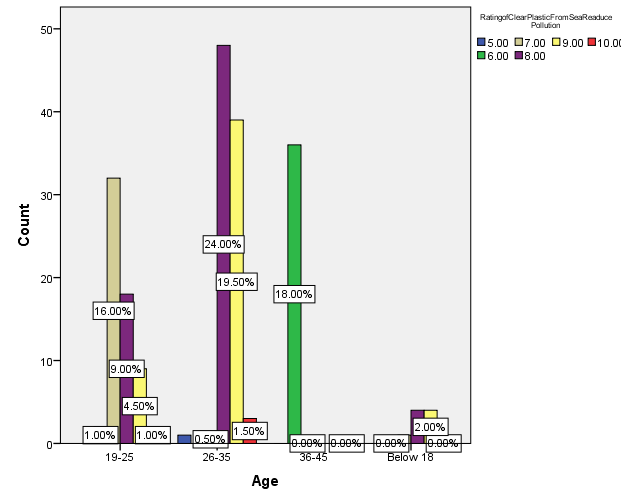 RatingofClearPlasticFromSeaReduce
Pollution
5.00 7.00 9.00 10.00
6.00 8.00
50
40
30
20
10
0
Count
24.00%
19.50%
18.00%
16.00%
9.00%
4.50%
1.00% 1.00% 0.50% 1.50% 0.00% 0.00% 0.00% 2.00% 0.00%
19-25 26-35 36-45 Below 18
Age